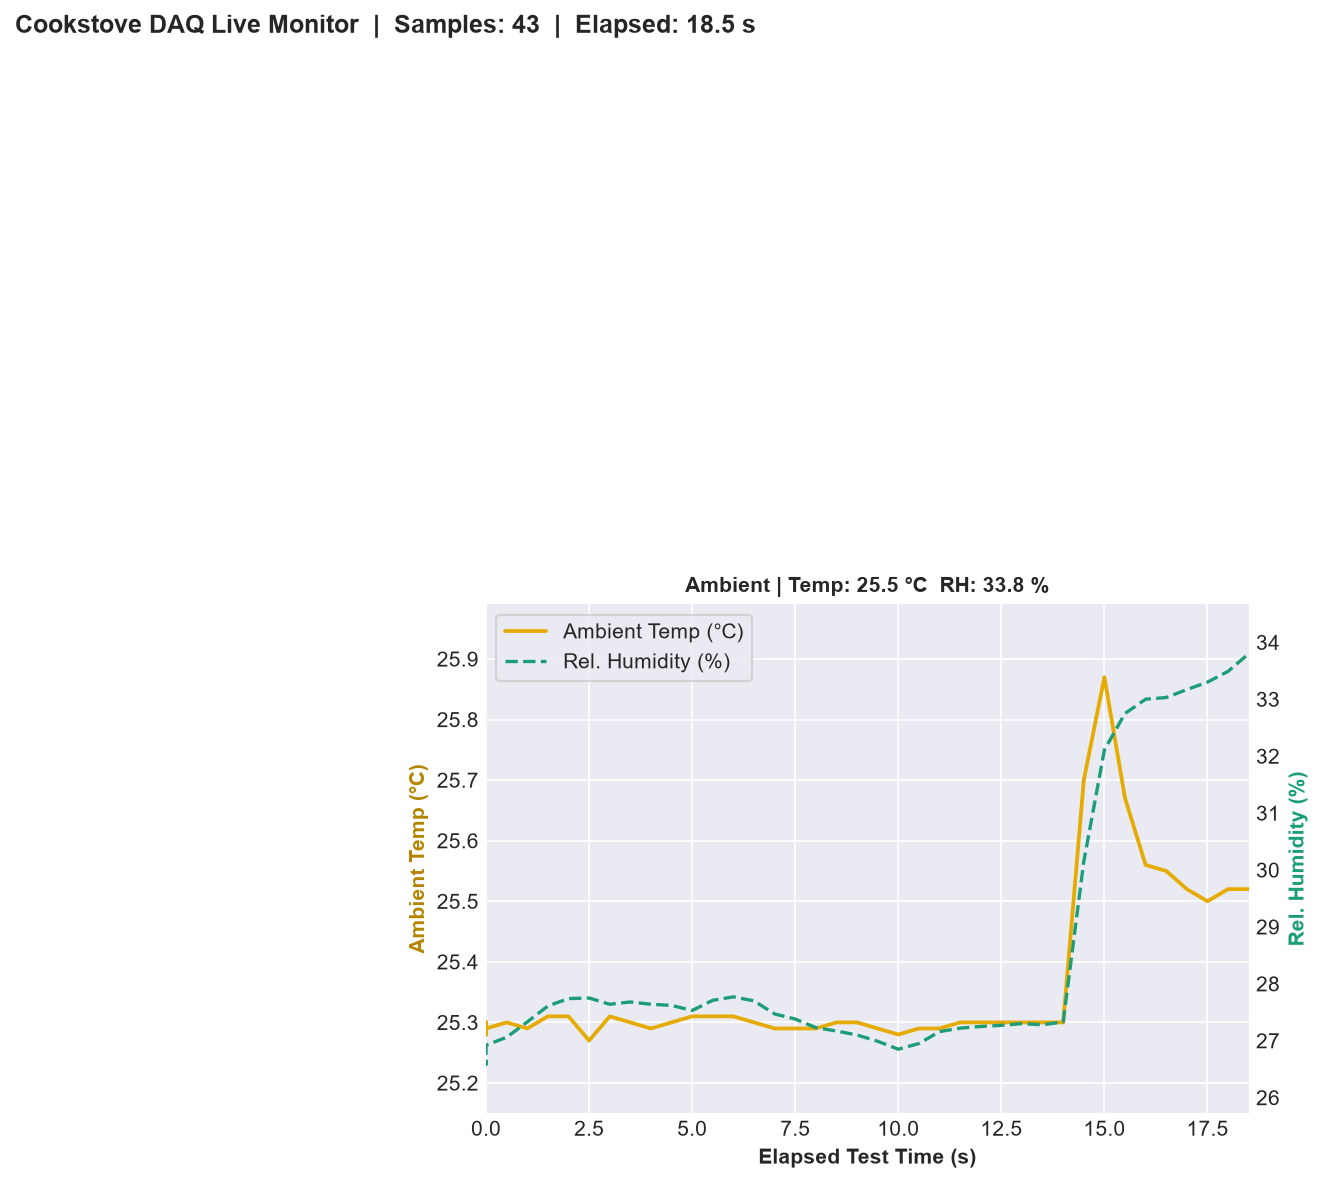 Cookstove DAQ Live Monitor | Samples: 43 | Elapsed: 18.5 s
Ambient | Temp: 25.5 °C RH: 33.8 %
Ambient Temp (°C)
Rel. Humidity (%)
Ambient Temp (°C)
25.9
25.8
25.7
25.6
25.5
25.4
25.3
25.2
34
33
32
31
30
29
28
27
26
Rel. Humidity (%)
0.0 2.5 5.0 7.5 10.0 12.5 15.0 17.5
Elapsed Test Time (s)